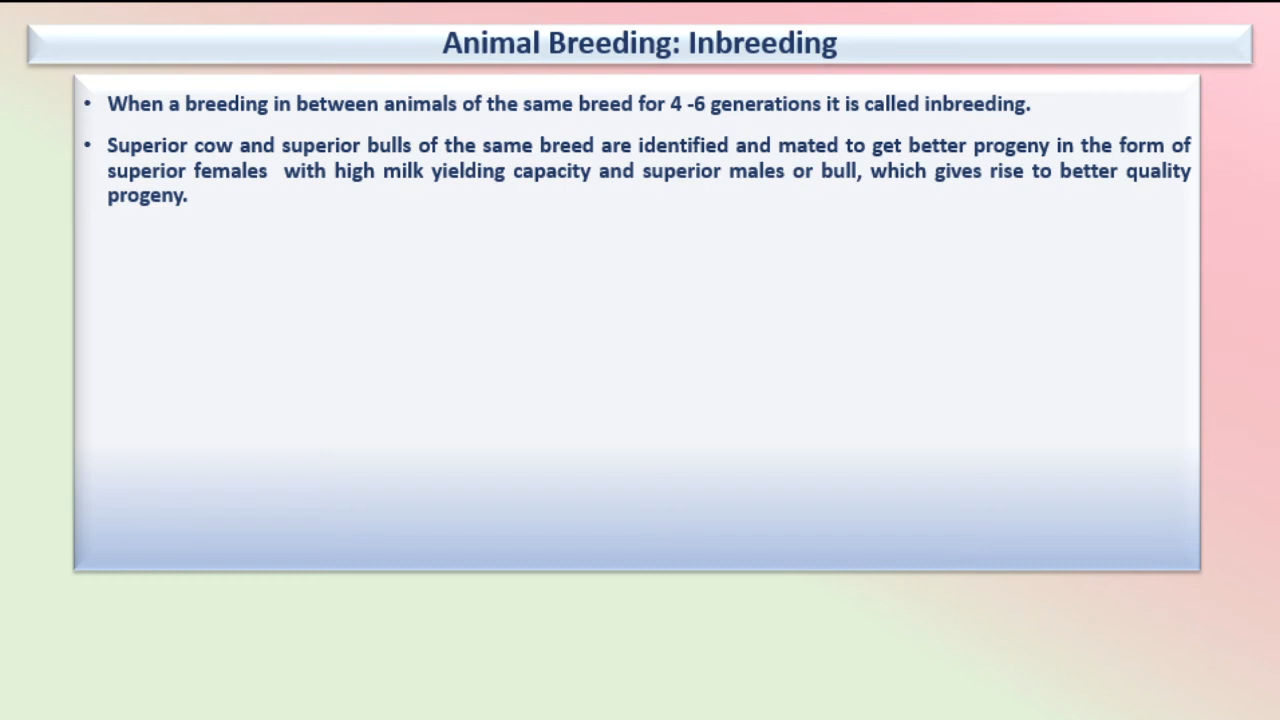 Animal Breeding: Inbreeding
• When a breeding in between animals of the same breed for 4 -6 generations it is called inbreeding.
• Superior cow and superior bulls of the same breed are identified and mated to get better progeny in the form of
superior females  with high milk yielding capacity and superior males or bull, which gives rise to better quality
progeny.